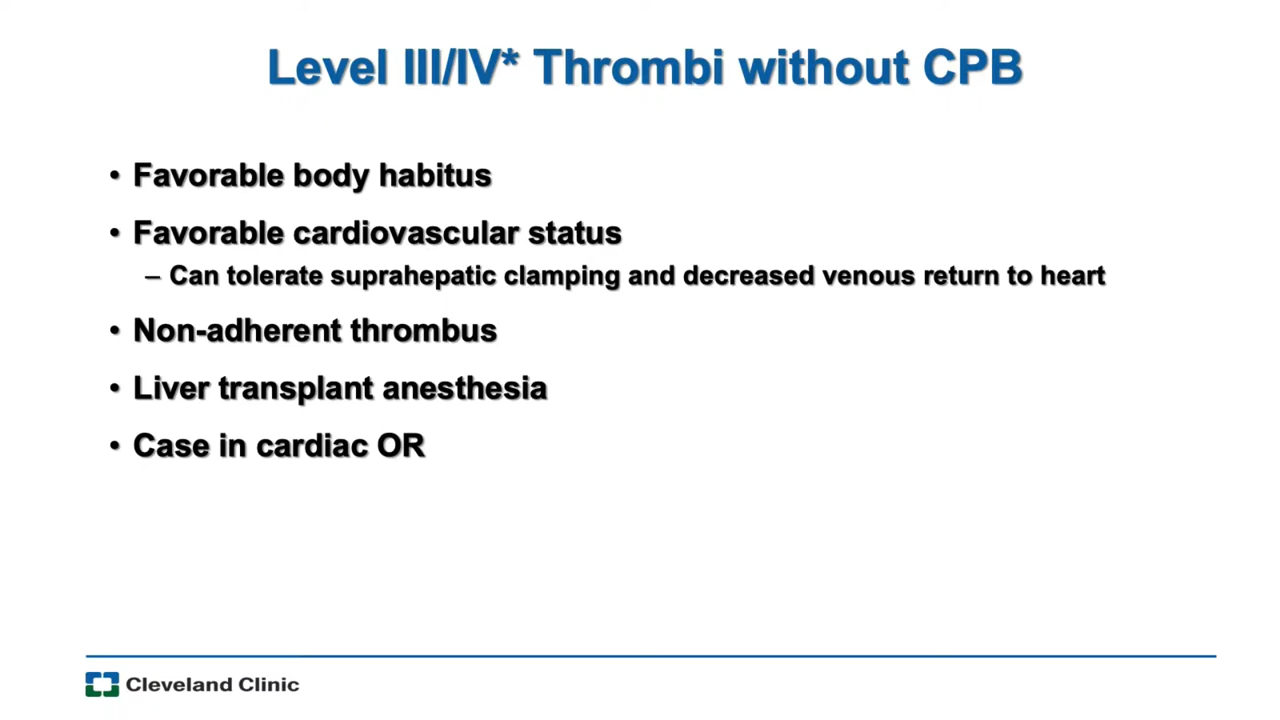 Level III/IV* Thrombi without CPB
• Favorable body habitus
• Favorable cardiovascular status
– Can tolerate suprahepatic clamping and decreased venous return to heart
• Non-adherent thrombus
• Liver transplant anesthesia
• Case in cardiac OR
Cleveland Clinic